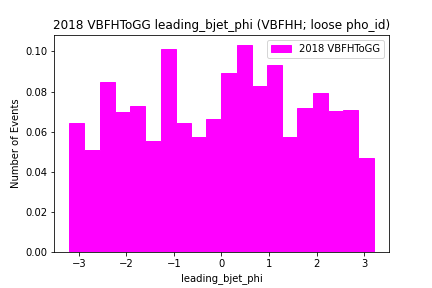 2018 VBFHToGG leading_bjet_phi (VBFHH; loose pho_id)
2018 VBFHToGG
Number of Events
0.10
0.08
0.06
0.04
0.02
0.00
−3 −2 −1 0 1 2 3
leading_bjet_phi